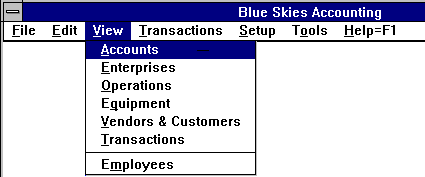 Blue Skies Accounting
File Edit View Transactions Setup Tools Help=F1
Accounts
Enterprises
Operations
Equipment
Vendors & Customers
Transactions
Employees